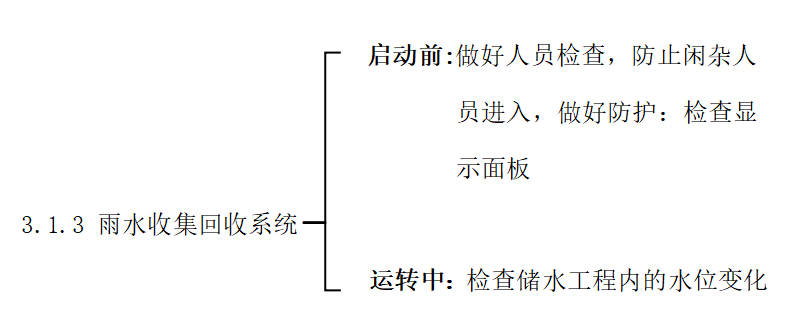 启动前:做好人员检查，防止闲杂人
员进入，做好防护：检查显
示面板
3.1.3 雨水收集回收系统
运转中：检查储水工程内的水位变化